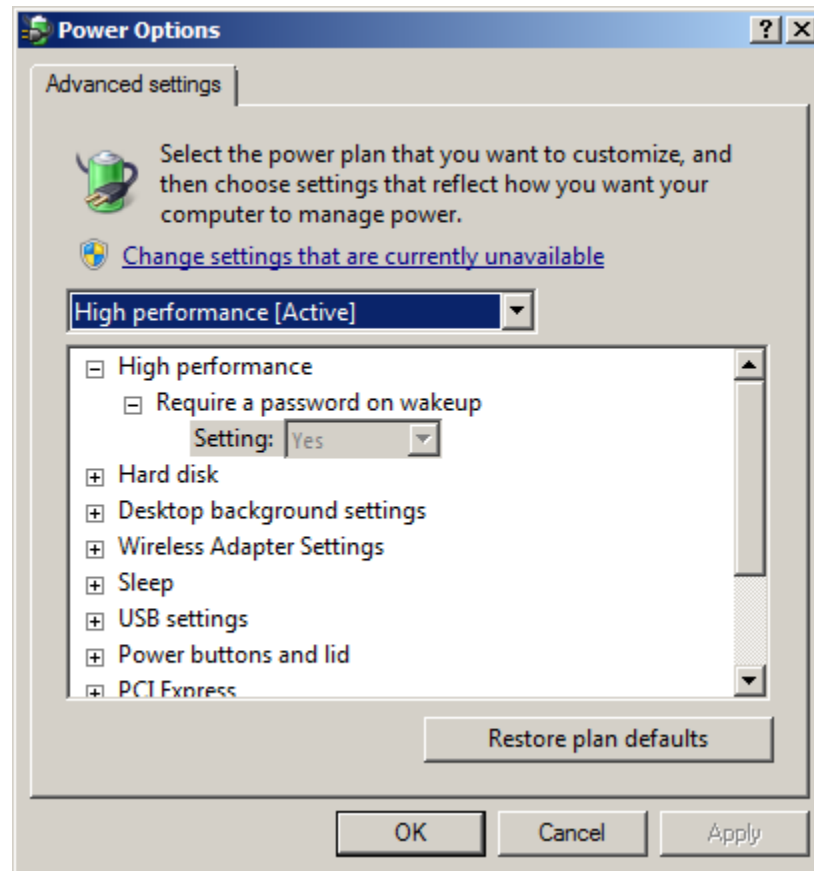 Power Options
Advanced settings
Select the power plan that you want to customize, and
then choose settings that reflect how you want your
computer to manage power.
Change settings that are currently unavailable
High performance [Active]
High performance
Require a password on wakeup
Setting: Yes
Hard disk
Desktop background settings
Wireless Adapter Settings
Sleep
USB settings
Power buttons and lid
PCI Express
Restore plan defaults
OK Cancel Apply